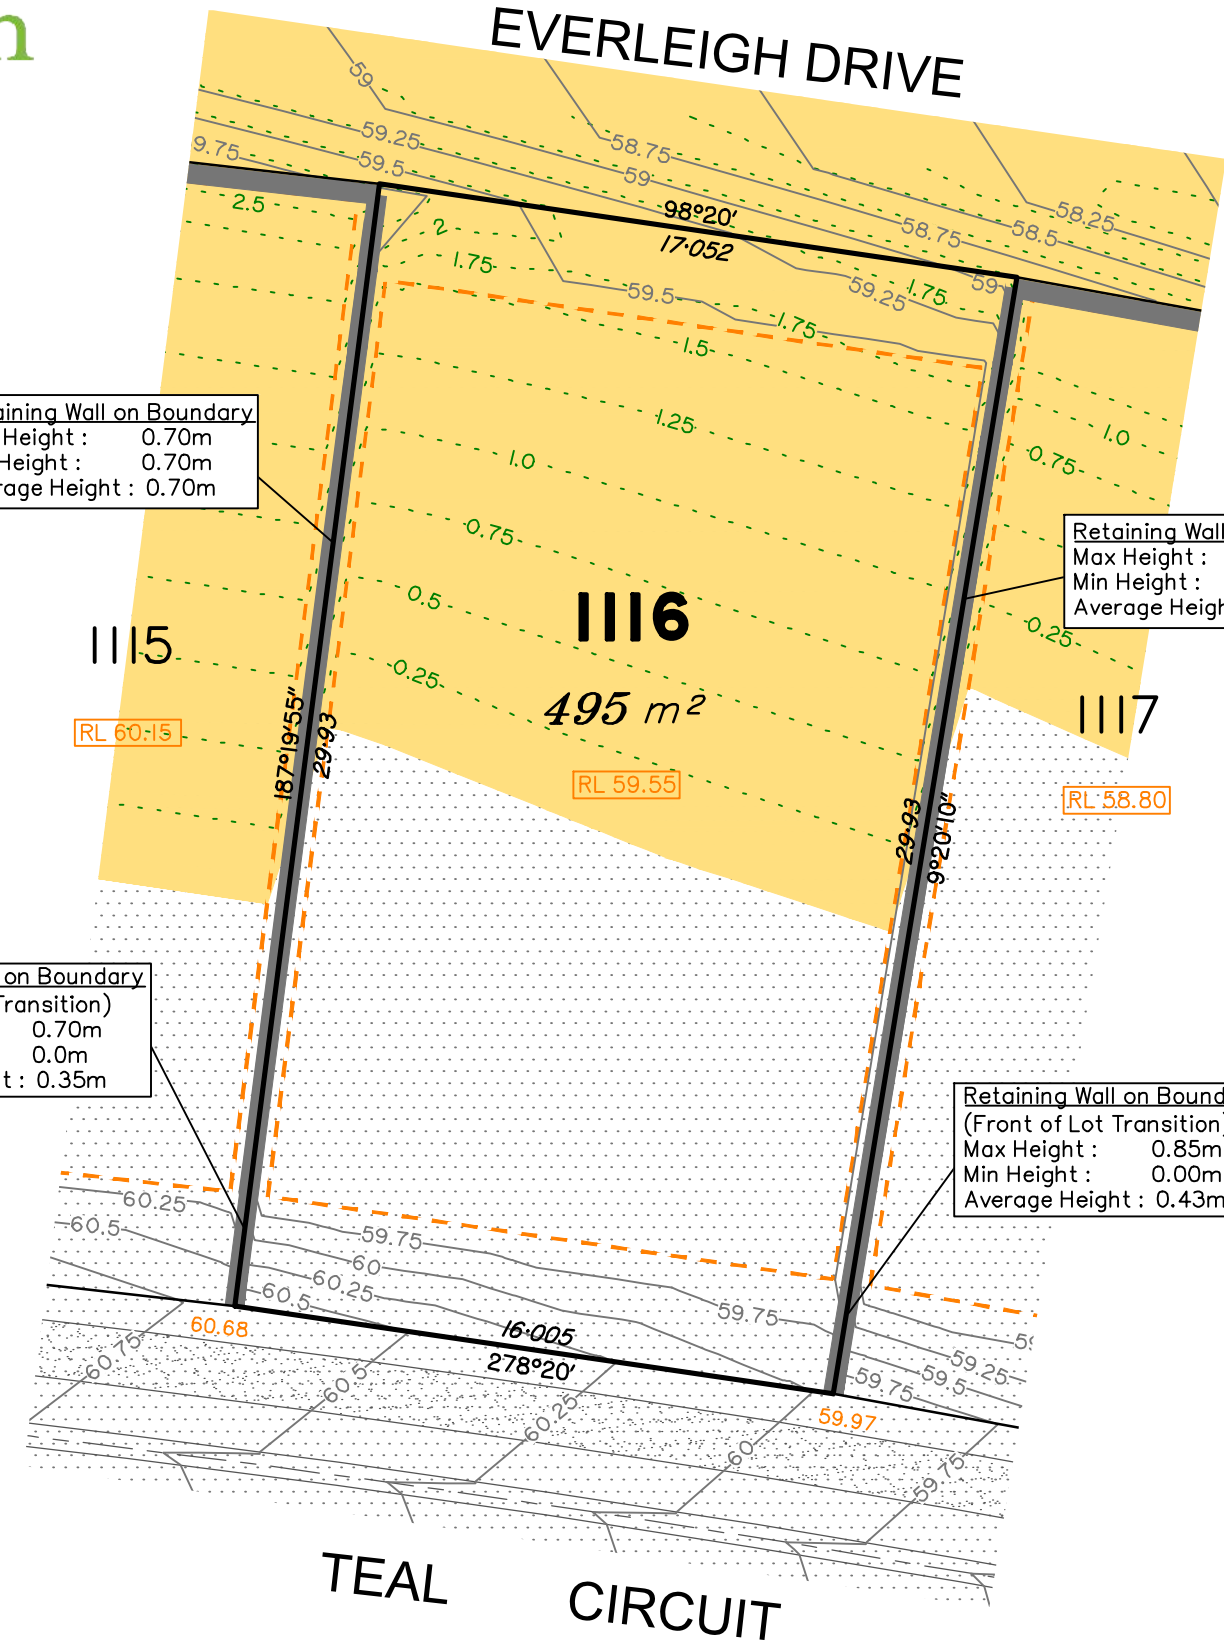 EVERLEIGH DRIVE
59
59.25
58.75
9.75
59.5
59
58.25
58.75
58.5
2.5
2
98°20'
17·052
1.75
59.5
59.25
1.75
59
1.75
1.5
aining Wall on Boundary
Height : 0.70m
Height : 0.70m
rage Height : 0.70m
1.25
1.0
1.0
0.75
0.75
Retaining Wall
Max Height :
Min Height :
Average Heigh
0.5
1116
0.25
1115
0.25
495 m²
1117
RL 60.15
187°19'55"
29·93
RL 59.55
RL 58.80
29·93
9°20'10"
on Boundary
Transition)
0.70m
0.0m
t : 0.35m
Retaining Wall on Bound
(Front of Lot Transition)
Max Height : 0.85m
Min Height : 0.00m
Average Height : 0.43m
60.25
60.5
59.75
60
60.25
60.5
59.75
60.68
16·005
278°20'
59.25
59.5
59.75
60.75
60.5
60.25
59.97
60
59.75
TEAL CIRCUIT